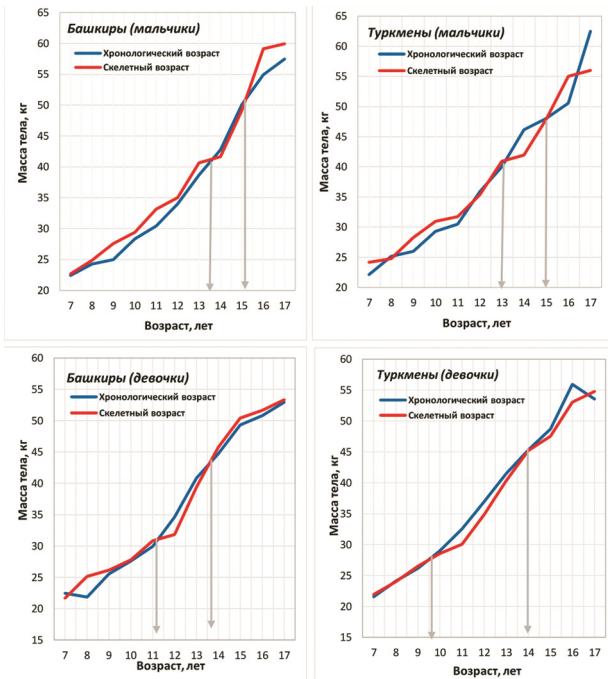 Башкиры (мальчики)
Хронологический возраст
Скелетный возраст
Масса тела, кг
65
60
55
50
45
40
35
30
25
20
7 8 9 10 11 12 13 14 15 16 17
Возраст, лет
Туркмены (мальчики)
Хронологический возраст
Скелетный возраст
Масса тела, кг
65
60
55
50
45
40
35
30
25
20
7 8 9 10 11 12 13 14 15 16 17
Возраст, лет
Башкиры (девочки)
Хронологический возраст
Скелетный возраст
Масса тела, кг
60
55
50
45
40
35
30
25
20
15
7 8 9 10 11 12 13 14 15 16 17
Возраст, лет
Туркмены (девочки)
Хронологический возраст
Скелетный возраст
Масса тела, кг
60
55
50
45
40
35
30
25
20
15
7 8 9 10 11 12 13 14 15 16 17
Возраст, лет